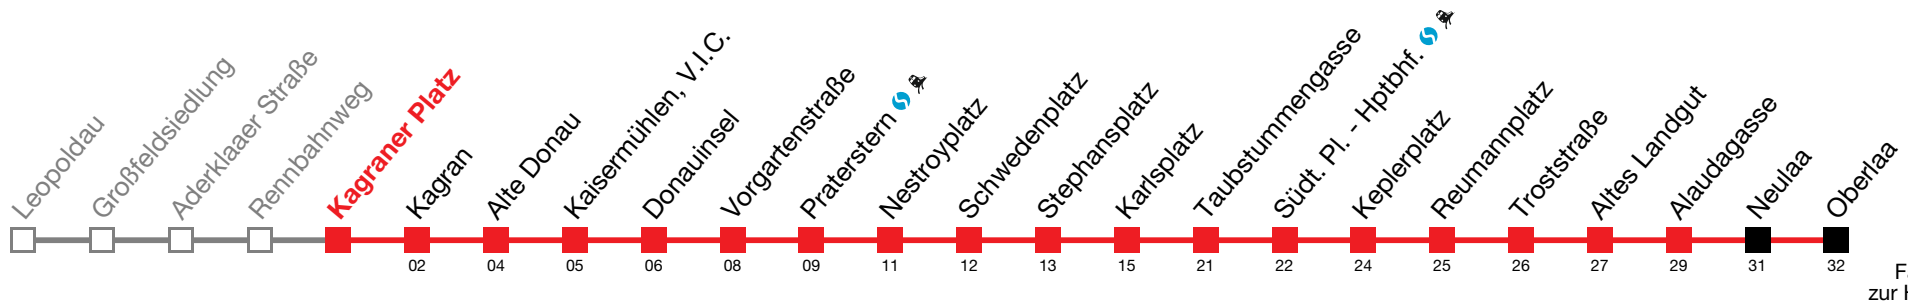 Leopoldau
Großfeldsiedlung
Aderklaaer Straße
Rennbahnweg
Kagraner Platz
Kagran
Alte Donau
Kaisermühlen, V.I.C.
Donauinsel
Vorgartenstraße
Praterstern
Nestroyplatz
Schwedenplatz
Stephansplatz
Karlsplatz
Taubstummengasse
Südt. Pl. - Hptbhf.
Keplerplatz
Reumannplatz
Troststraße
Altes Landgut
Alaudagasse
Neulaa
Oberlaa
02 04 05 06 08 09 11 12 13 15 21 22 24 25 26 27 29 31 32
zur